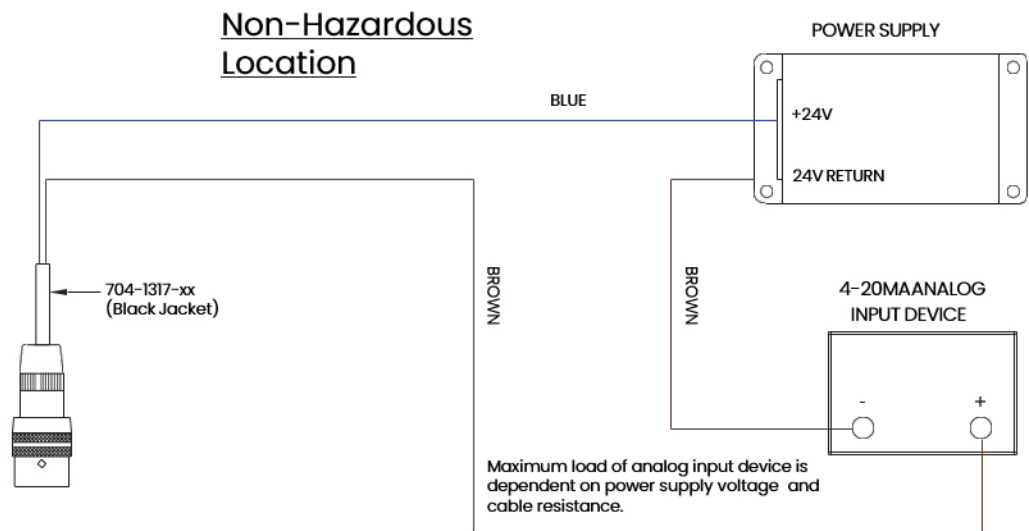 Non-Hazardous
Location
POWER SUPPLY
BLUE
+24V
24V RETURN
704-1317-xx
(Black Jacket)
BROWN
BROWN
4-20MAANALOG
INPUT DEVICE
- +
Maximum load of analog input device is
dependent on power supply voltage and
cable resistance.